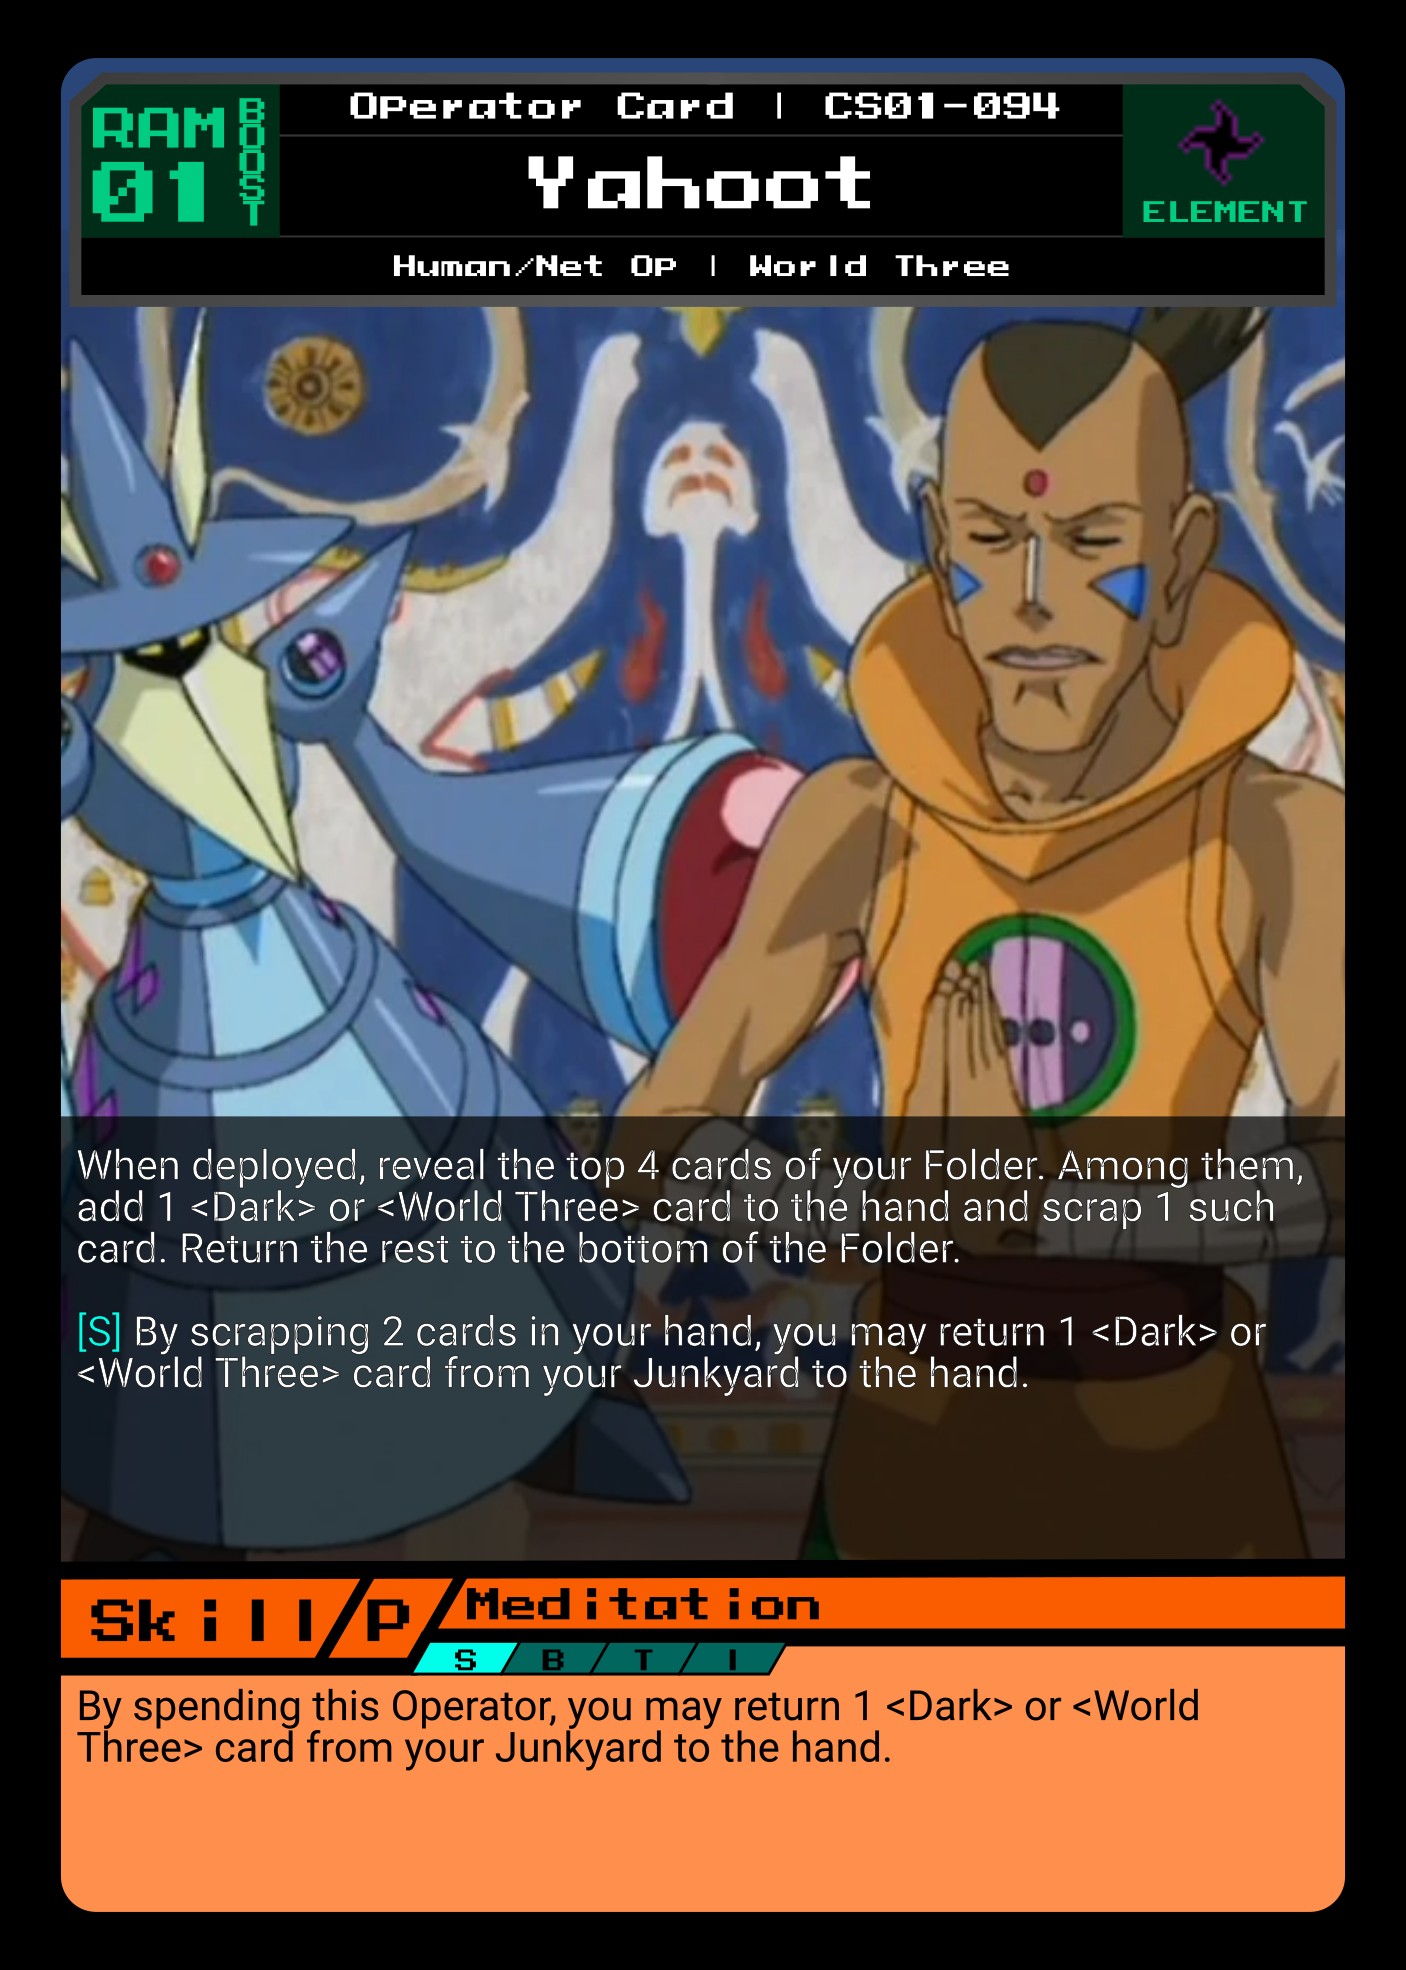 RAM 01 BOOST
Operator Card | CS01-094
Yahoot
Human/Net Op | World Three
ELEMENT
When deployed, reveal the top 4 cards of your Folder. Among them,
add 1 <Dark> or <World Three> card to the hand and scrap 1 such
card. Return the rest to the bottom of the Folder.
[S] By scrapping 2 cards in your hand, you may return 1 <Dark> or
<World Three> card from your Junkyard to the hand.
Skill/P Meditation
S B T I
By spending this Operator, you may return 1 <Dark> or <World
Three> card from your Junkyard to the hand.